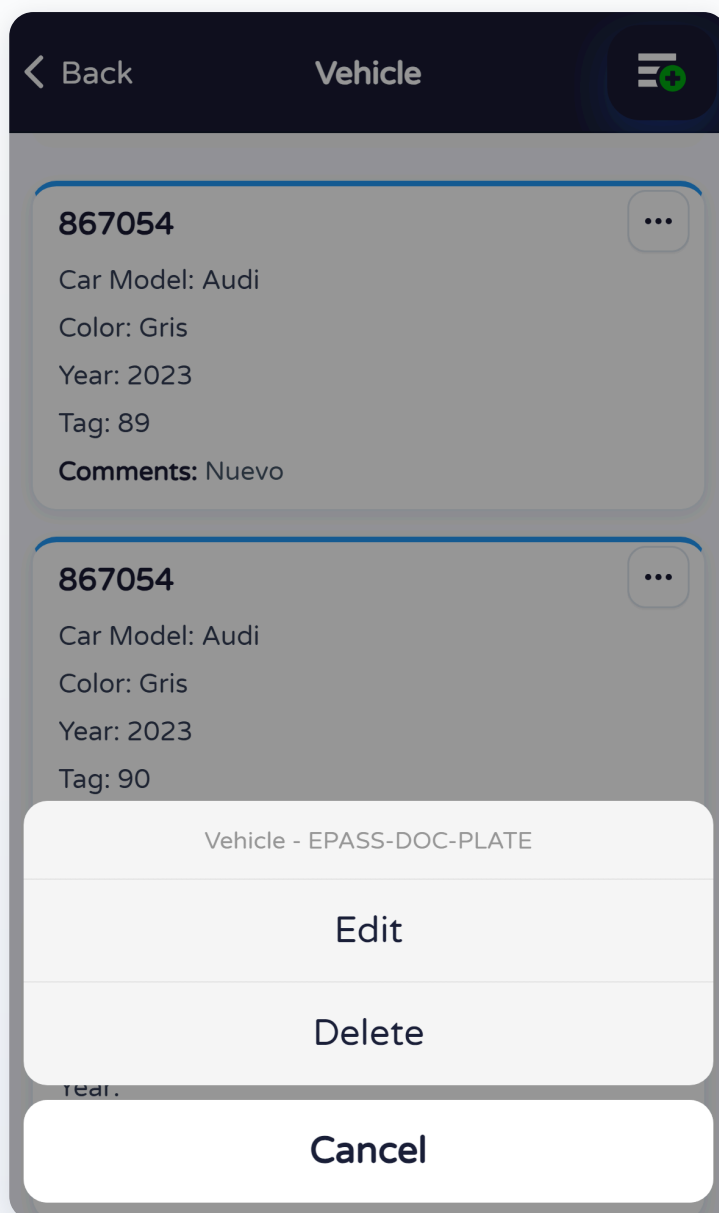 Back
Vehicle
867054
Car Model: Audi
Color: Gris
Year: 2023
Tag: 89
Comments: Nuevo
867054
Car Model: Audi
Color: Gris
Year: 2023
Tag: 90
Vehicle - EPASS-DOC-PLATE
Edit
Delete
Year:
Cancel